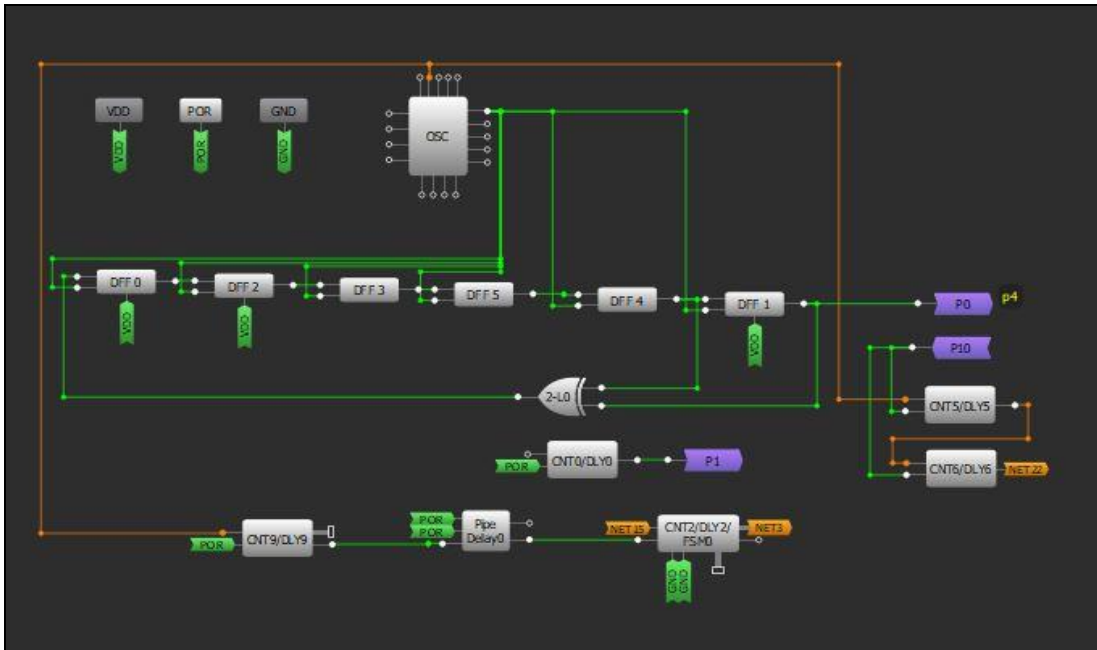 VDD
POR
GND
OSC
VDD
POR
GND
DFF 0
DFF 2
DFF 3
DFF 5
DFF 4
DFF 1
P0
p4
VDD
VDD
VDD
P10
2-L0
CNT5/DLY5
POR
CNT0/DLY0
P1
CNT6/DLY6
NET22
POR
POR
Pipe
Delay0
NET15
CNT2/DLY2/
FSM0
NET3
POR
CNT9/DLY9
GND
GND